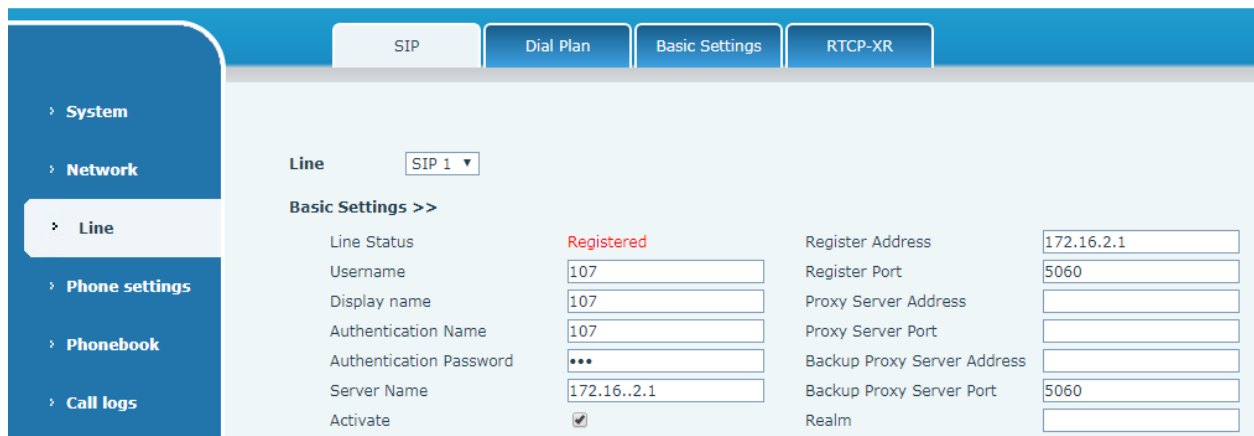 SIP Dial Plan Basic Settings RTCP-XR
System
Network
Line
Phone settings
Phonebook
Call logs
Line SIP 1
Basic Settings >>
Line Status Registered Register Address 172.16.2.1
Username 107 Register Port 5060
Display name 107 Proxy Server Address
Authentication Name 107 Proxy Server Port
Authentication Password ••• Backup Proxy Server Address
Server Name 172.16..2.1 Backup Proxy Server Port 5060
Activate Realm